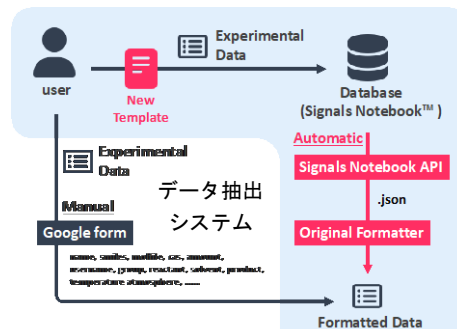 Experimental
Data
user
New
Template
Database
(Signals Notebook™ )
Automatic
Signals Notebook API
.json
Original Formatter
Formatted Data
Experimental
Data
データ抽出
システム
Manual
Google form
name, smiles, molfile, cas, amount,
username, group, reactant, solvent, product,
temperature atmosphere, ......